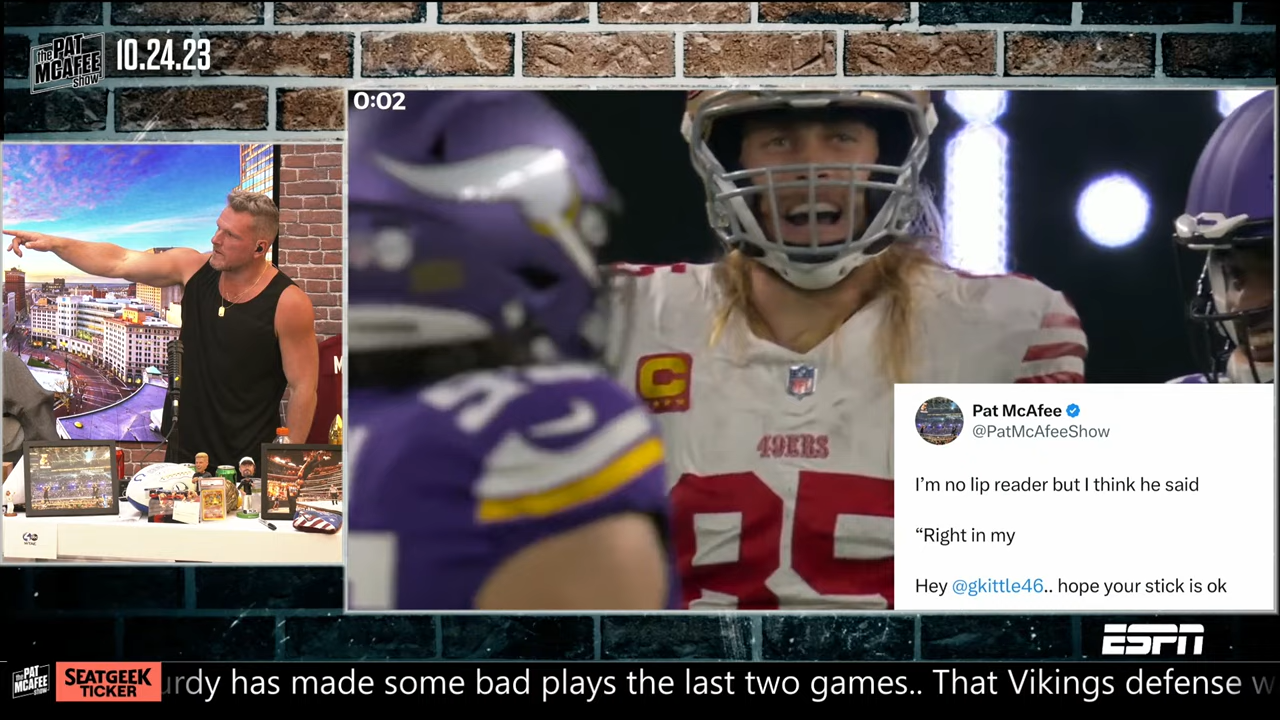 the PAT MCAFEE show
10.24.23
0:02
C
NFL
49ERS
85
Pat McAfee
@PatMcAfeeShow
I'm no lip reader but I think he said
“Right in my
Hey @gkittle46.. hope your stick is ok
ESPN
the PAT MCAFEE show
SEATGEEK TICKER
urdy has made some bad plays the last two games.. That Vikings defense w